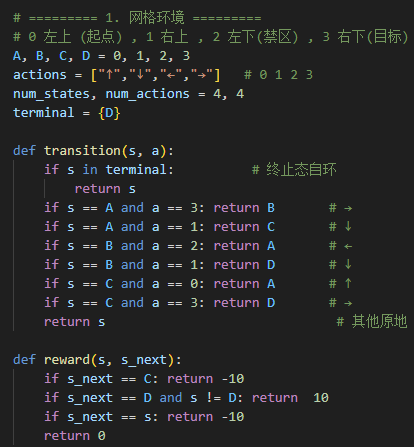 # ========= 1. 网格环境 =========
# 0 左上 (起点) , 1 右上 , 2 左下(禁区) , 3 右下(目标)
A, B, C, D = 0, 1, 2, 3
actions = ["↑","↓","←","→"]   # 0 1 2 3
num_states, num_actions = 4, 4
terminal = {D}

def transition(s, a):
    if s in terminal:          # 终止态自环
        return s
    if s == A and a == 3: return B      # →
    if s == A and a == 1: return C      # ↓
    if s == B and a == 2: return A      # ←
    if s == B and a == 1: return D      # ↓
    if s == C and a == 0: return A      # ↑
    if s == C and a == 3: return D      # →
    return s                             # 其他原地

def reward(s, s_next):
    if s_next == C: return -10
    if s_next == D and s != D: return  10
    if s_next == s: return -10
    return 0